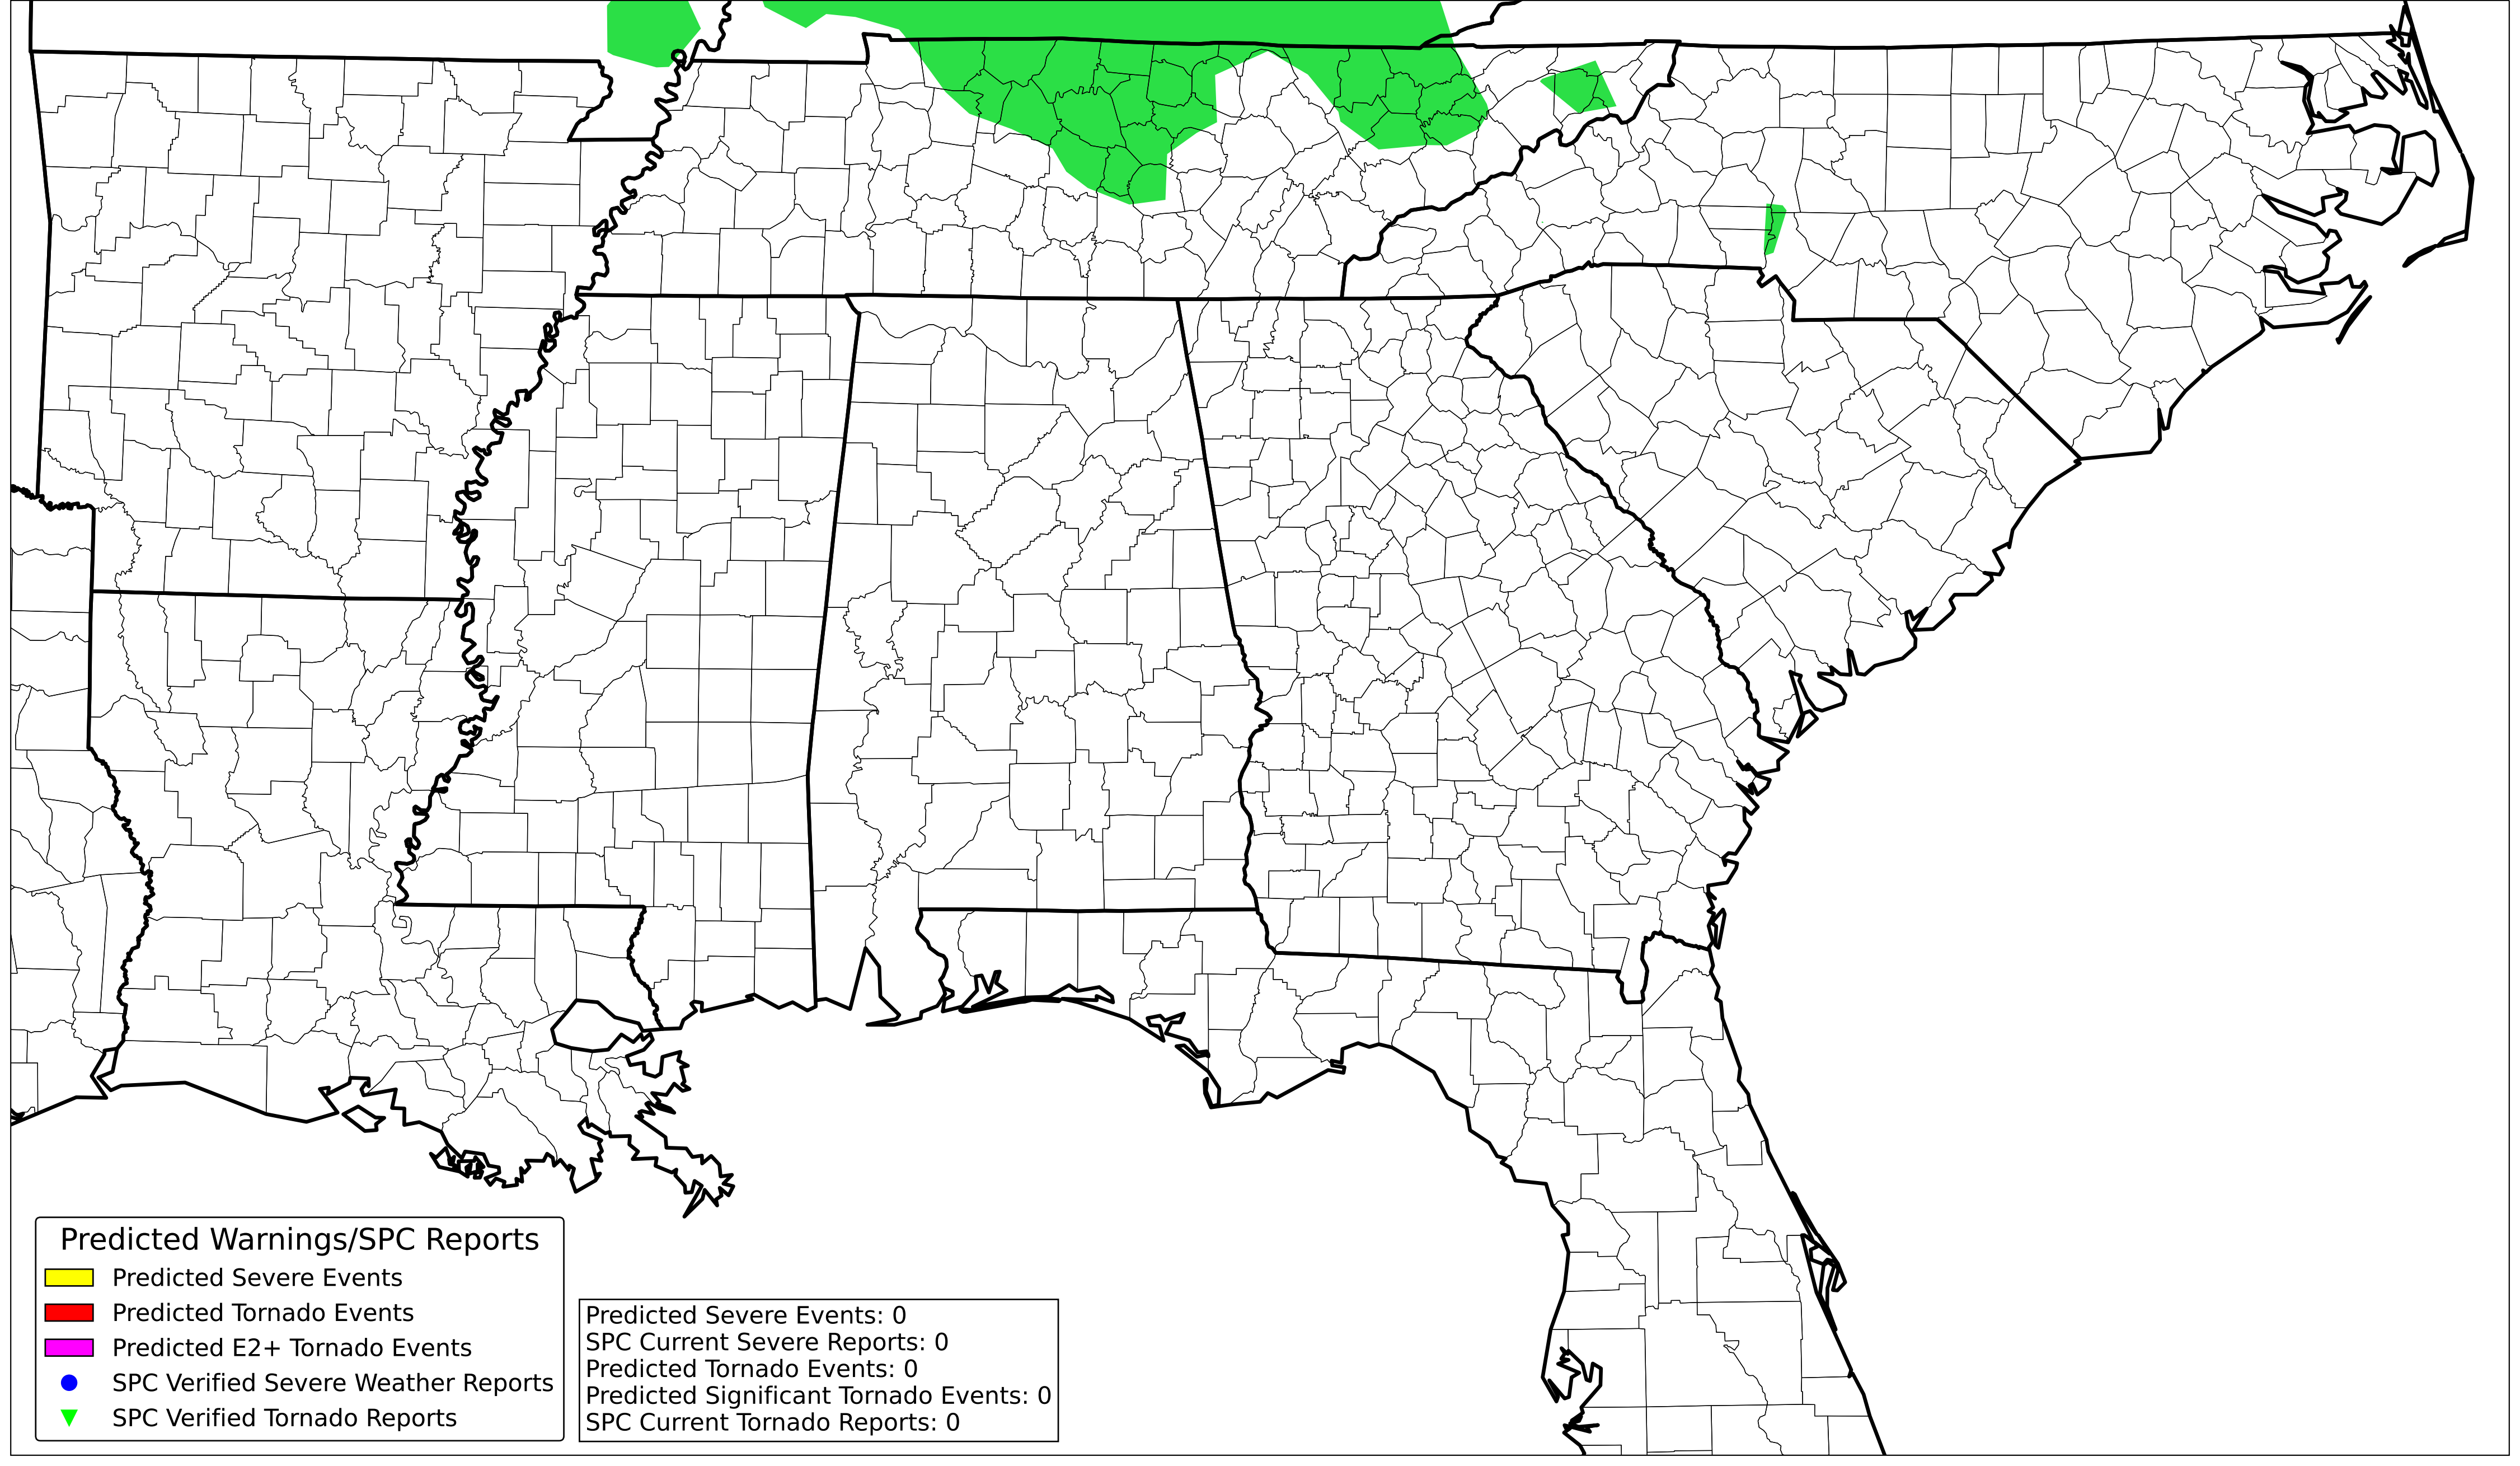 Predicted Warnings/SPC Reports
Predicted Severe Events
Predicted Tornado Events
Predicted E2+ Tornado Events
SPC Verified Severe Weather Reports
SPC Verified Tornado Reports
Predicted Severe Events: 0
SPC Current Severe Reports: 0
Predicted Tornado Events: 0
Predicted Significant Tornado Events: 0
SPC Current Tornado Reports: 0